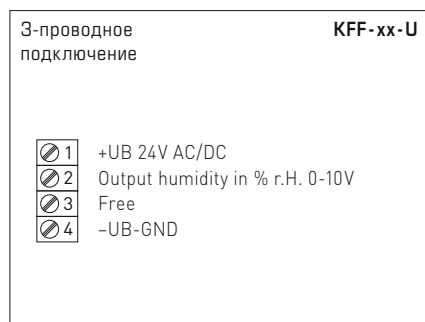 3-проводное KFF-xx-U
подключение
1 +UB 24V AC/DC
2 Output humidity in % r.H. 0-10V
3 Free
4 –UB-GND